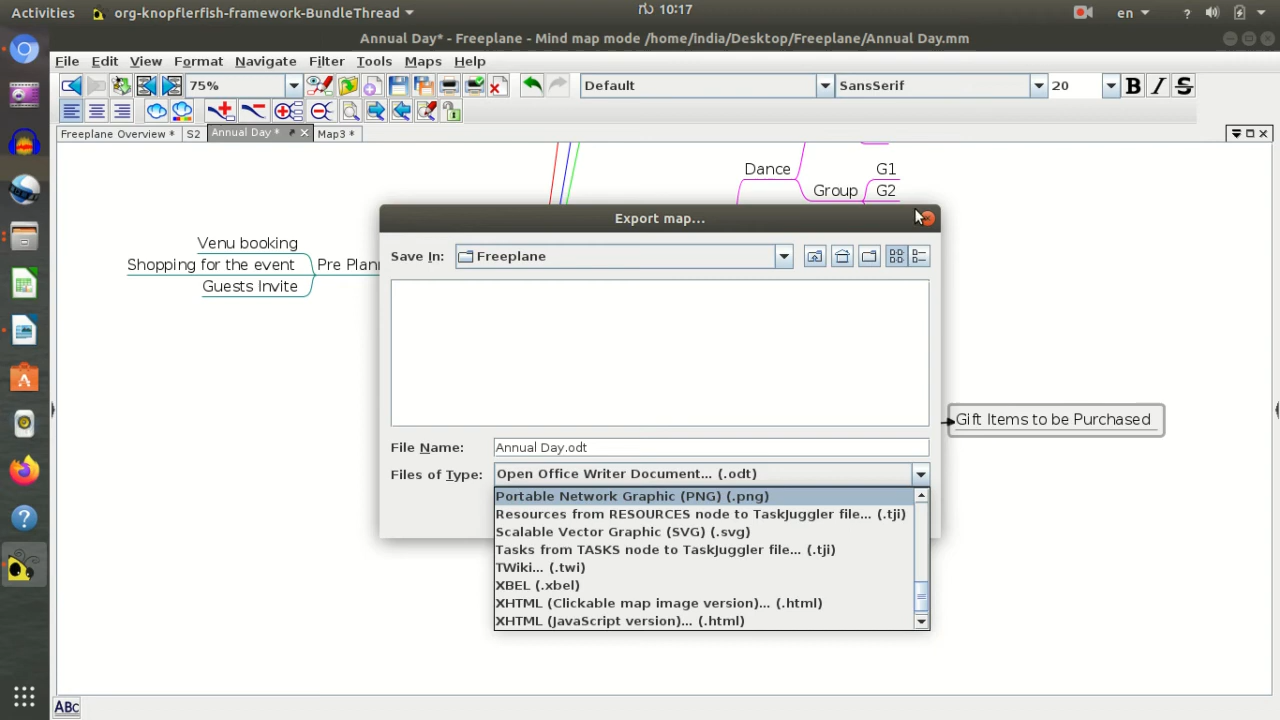 Activities
org-knopflerfish-framework-BundleThread
10:17
en
?
Annual Day* - Freeplane - Mind map mode /home/india/Desktop/Freeplane/Annual Day.mm
File Edit View Format Navigate Filter Tools Maps Help
75%
Default
SansSerif
20
B I S
Freeplane Overview * S2 Annual Day * Map3 *
Dance
G1
Group
G2
Venu booking
Shopping for the event
Pre Plann
Guests Invite
Export map...
Save In:
Freeplane
Gift Items to be Purchased
File Name:
Annual Day.odt
Files of Type:
Open Office Writer Document... (.odt)
Portable Network Graphic (PNG) (.png)
Resources from RESOURCES node to TaskJuggler file... (.tji)
Scalable Vector Graphic (SVG) (.svg)
Tasks from TASKS node to TaskJuggler file... (.tji)
TWiki... (.twi)
XBEL (.xbel)
XHTML (Clickable map image version)... (.html)
XHTML (JavaScript version)... (.html)
ABc